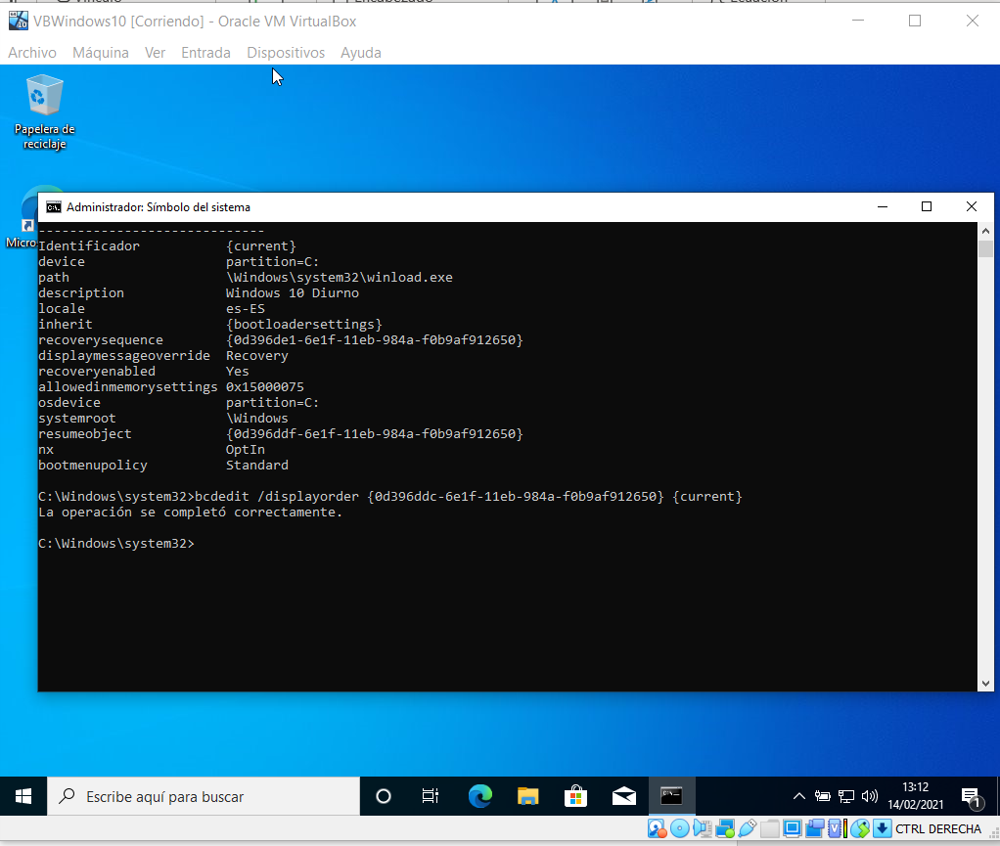 Vínculo Encabezado Ecuación
VBWindows10 [Corriendo] - Oracle VM VirtualBox
Archivo Máquina Ver Entrada Dispositivos Ayuda
Papelera de
reciclaje
Micro
Administrador: Símbolo del sistema
-----------------------------
Identificador {current}
device partition=C:
path \Windows\system32\winload.exe
description Windows 10 Diurno
locale es-ES
inherit {bootloadersettings}
recoverysequence {0d396de1-6e1f-11eb-984a-f0b9af912650}
displaymessageoverride Recovery
recoveryenabled Yes
allowedinmemorysettings 0x15000075
osdevice partition=C:
systemroot \Windows
resumeobject {0d396ddf-6e1f-11eb-984a-f0b9af912650}
nx OptIn
bootmenupolicy Standard
C:\Windows\system32>bcdedit /displayorder {0d396ddc-6e1f-11eb-984a-f0b9af912650} {current}
La operación se completó correctamente.
C:\Windows\system32>
Escribe aquí para buscar
13:12
14/02/2021
1
CTRL DERECHA